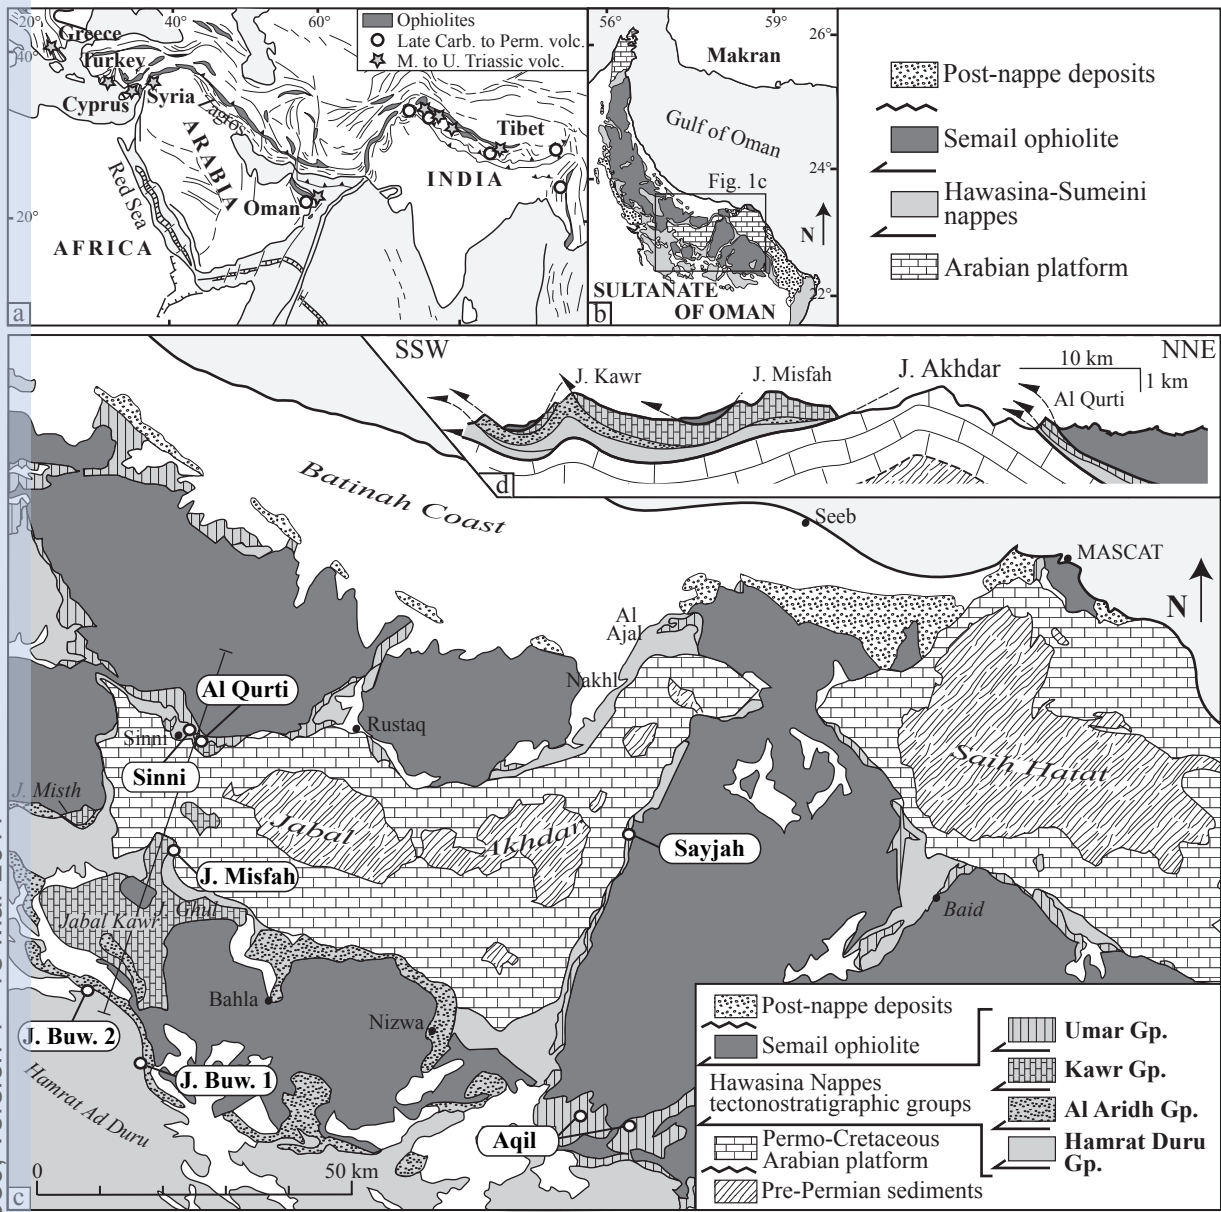 20°
40°
60°
Greece
40°
Turkey
Cyprus
Syria
Zagros
ARABIA
Red Sea
Oman
Tibet
INDIA
20°
AFRICA
Ophiolites
Late Carb. to Perm. volc.
M. to U. Triassic volc.
a
56°
59°
26°
Makran
Gulf of Oman
24°
Fig. 1c
N
22°
SULTANATE
OF OMAN
b
Post-nappe deposits
Semail ophiolite
Hawasina-Sumeini
nappes
Arabian platform
SSW
NNE
J. Kawr
J. Misfah
J. Akhdar
10 km
1 km
Al Qurti
d
Batinah Coast
Seeb
MASCAT
N
Al
Ajal
Nakhl
Al Qurti
Sinni
Rustaq
Sinni
J. Misth
Jabal
Akhdar
Saih Hatat
Sayjah
J. Misfah
J. Ghul
Jabal Kawr
Baid
Bahla
Nizwa
J. Buw. 2
J. Buw. 1
Hamrat Ad Duru
Aqil
0
50 km
c
Post-nappe deposits
Semail ophiolite
Hawasina Nappes
tectonostratigraphic groups
Permo-Cretaceous
Arabian platform
Pre-Permian sediments
Umar Gp.
Kawr Gp.
Al Aridh Gp.
Hamrat Duru
Gp.